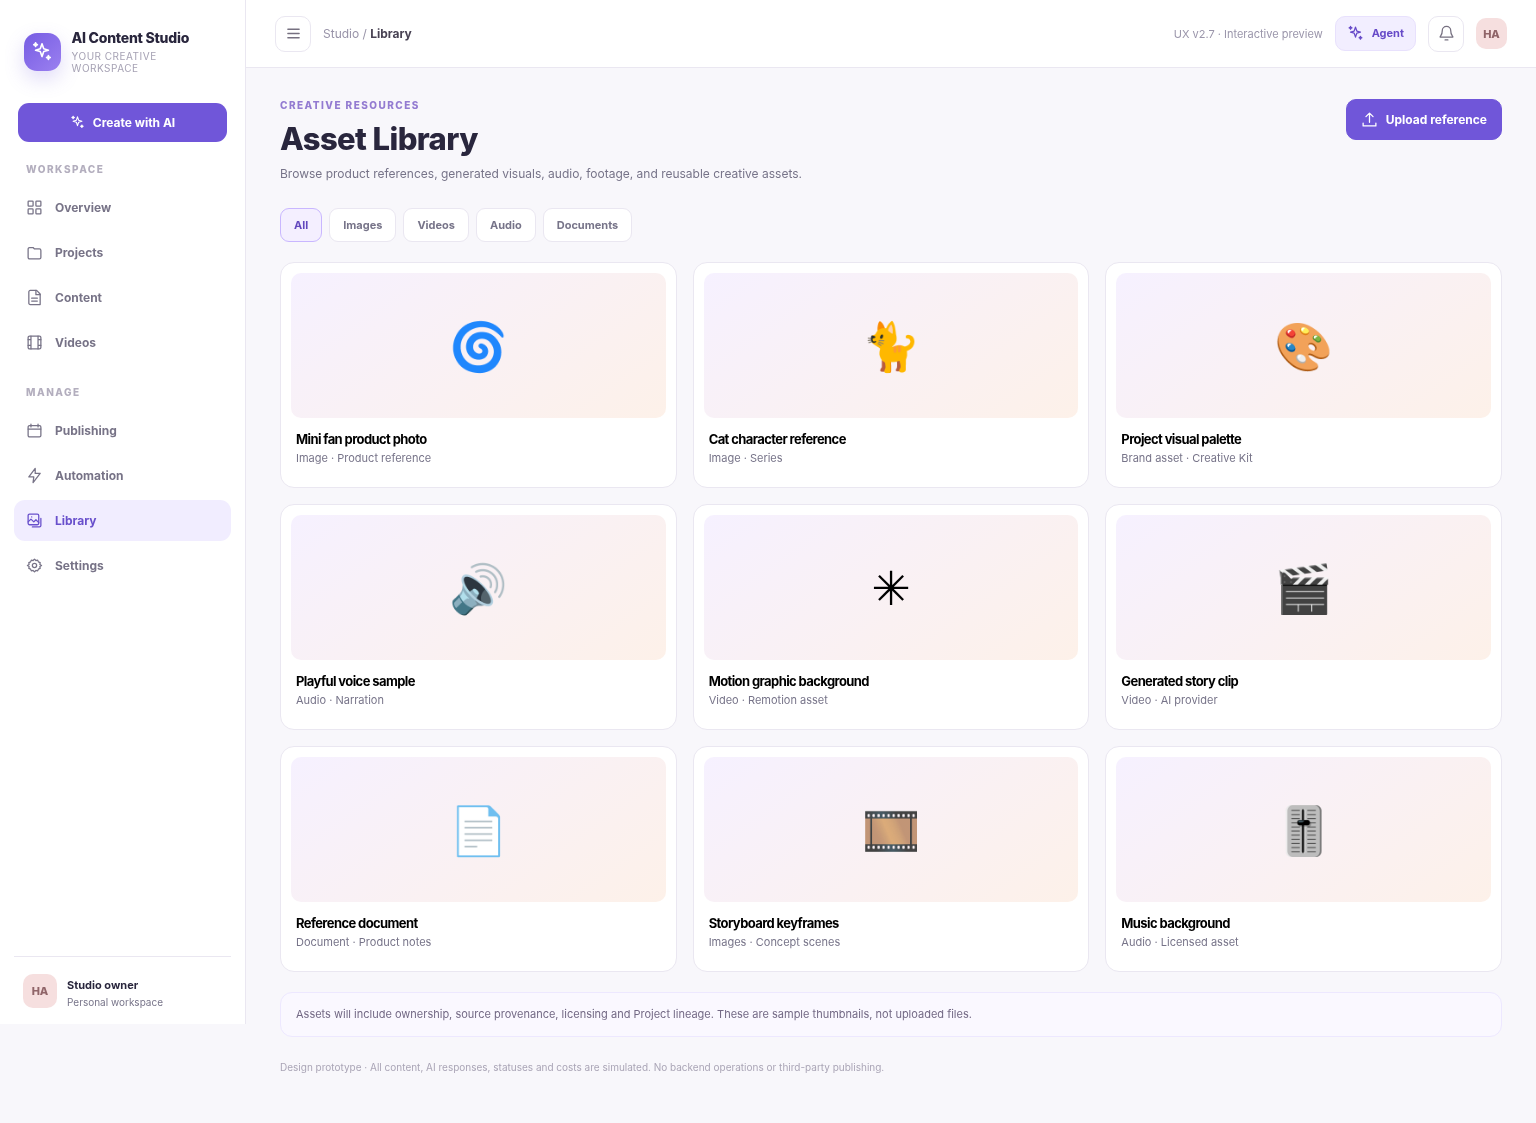 AI Content Studio
YOUR CREATIVE
WORKSPACE
Create with AI
WORKSPACE
Overview
Projects
Content
Videos
MANAGE
Publishing
Automation
Library
Settings
HA
Studio owner
Personal workspace
Studio / Library
UX v2.7 · Interactive preview
Agent
HA
CREATIVE RESOURCES
Asset Library
Browse product references, generated visuals, audio, footage, and reusable creative assets.
Upload reference
All
Images
Videos
Audio
Documents
Mini fan product photo
Image · Product reference
Cat character reference
Image · Series
Project visual palette
Brand asset · Creative Kit
Playful voice sample
Audio · Narration
Motion graphic background
Video · Remotion asset
Generated story clip
Video · AI provider
Reference document
Document · Product notes
Storyboard keyframes
Images · Concept scenes
Music background
Audio · Licensed asset
Assets will include ownership, source provenance, licensing and Project lineage. These are sample thumbnails, not uploaded files.
Design prototype · All content, AI responses, statuses and costs are simulated. No backend operations or third-party publishing.